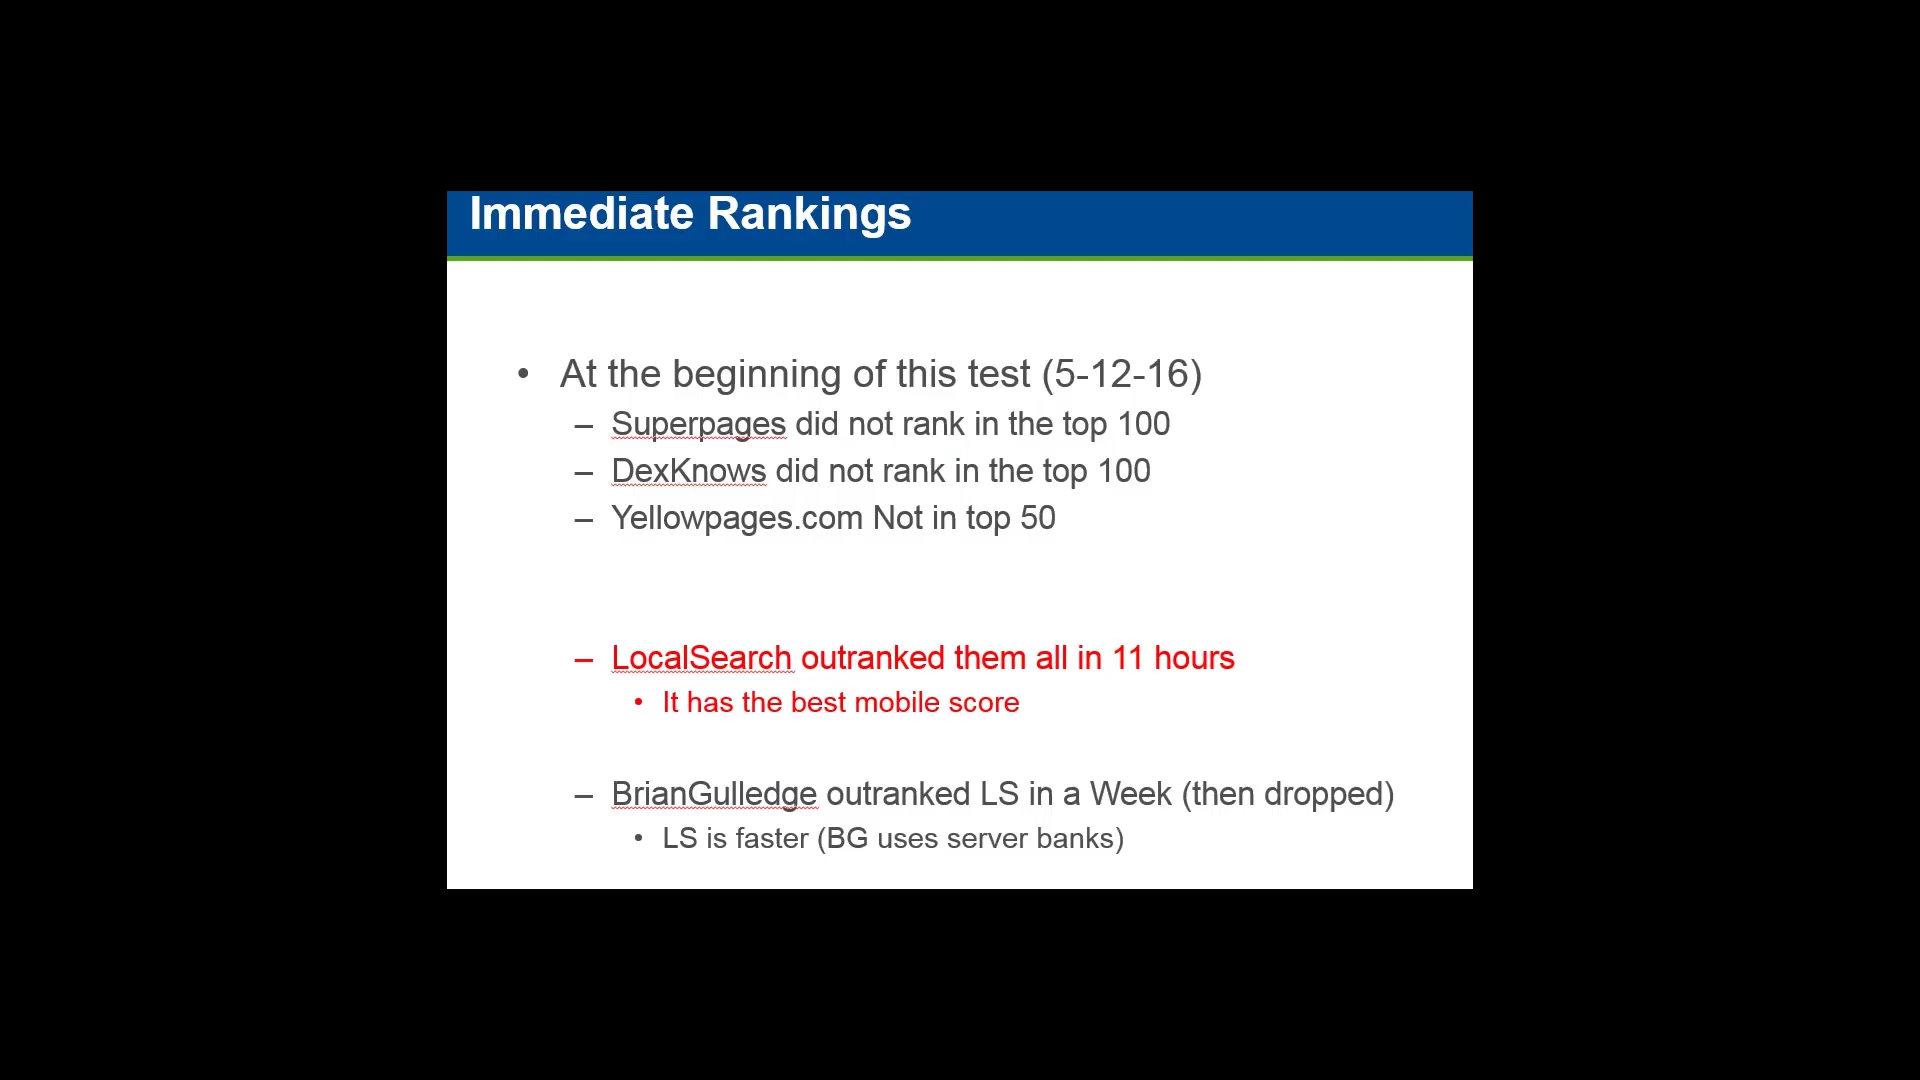 Immediate Rankings
• At the beginning of this test (5-12-16)
– Superpages did not rank in the top 100
– DexKnows did not rank in the top 100
– Yellowpages.com Not in top 50
– LocalSearch outranked them all in 11 hours
• It has the best mobile score
– BrianGulledge outranked LS in a Week (then dropped)
• LS is faster (BG uses server banks)